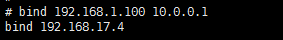 # bind 192.168.1.100 10.0.0.1
bind 192.168.17.4